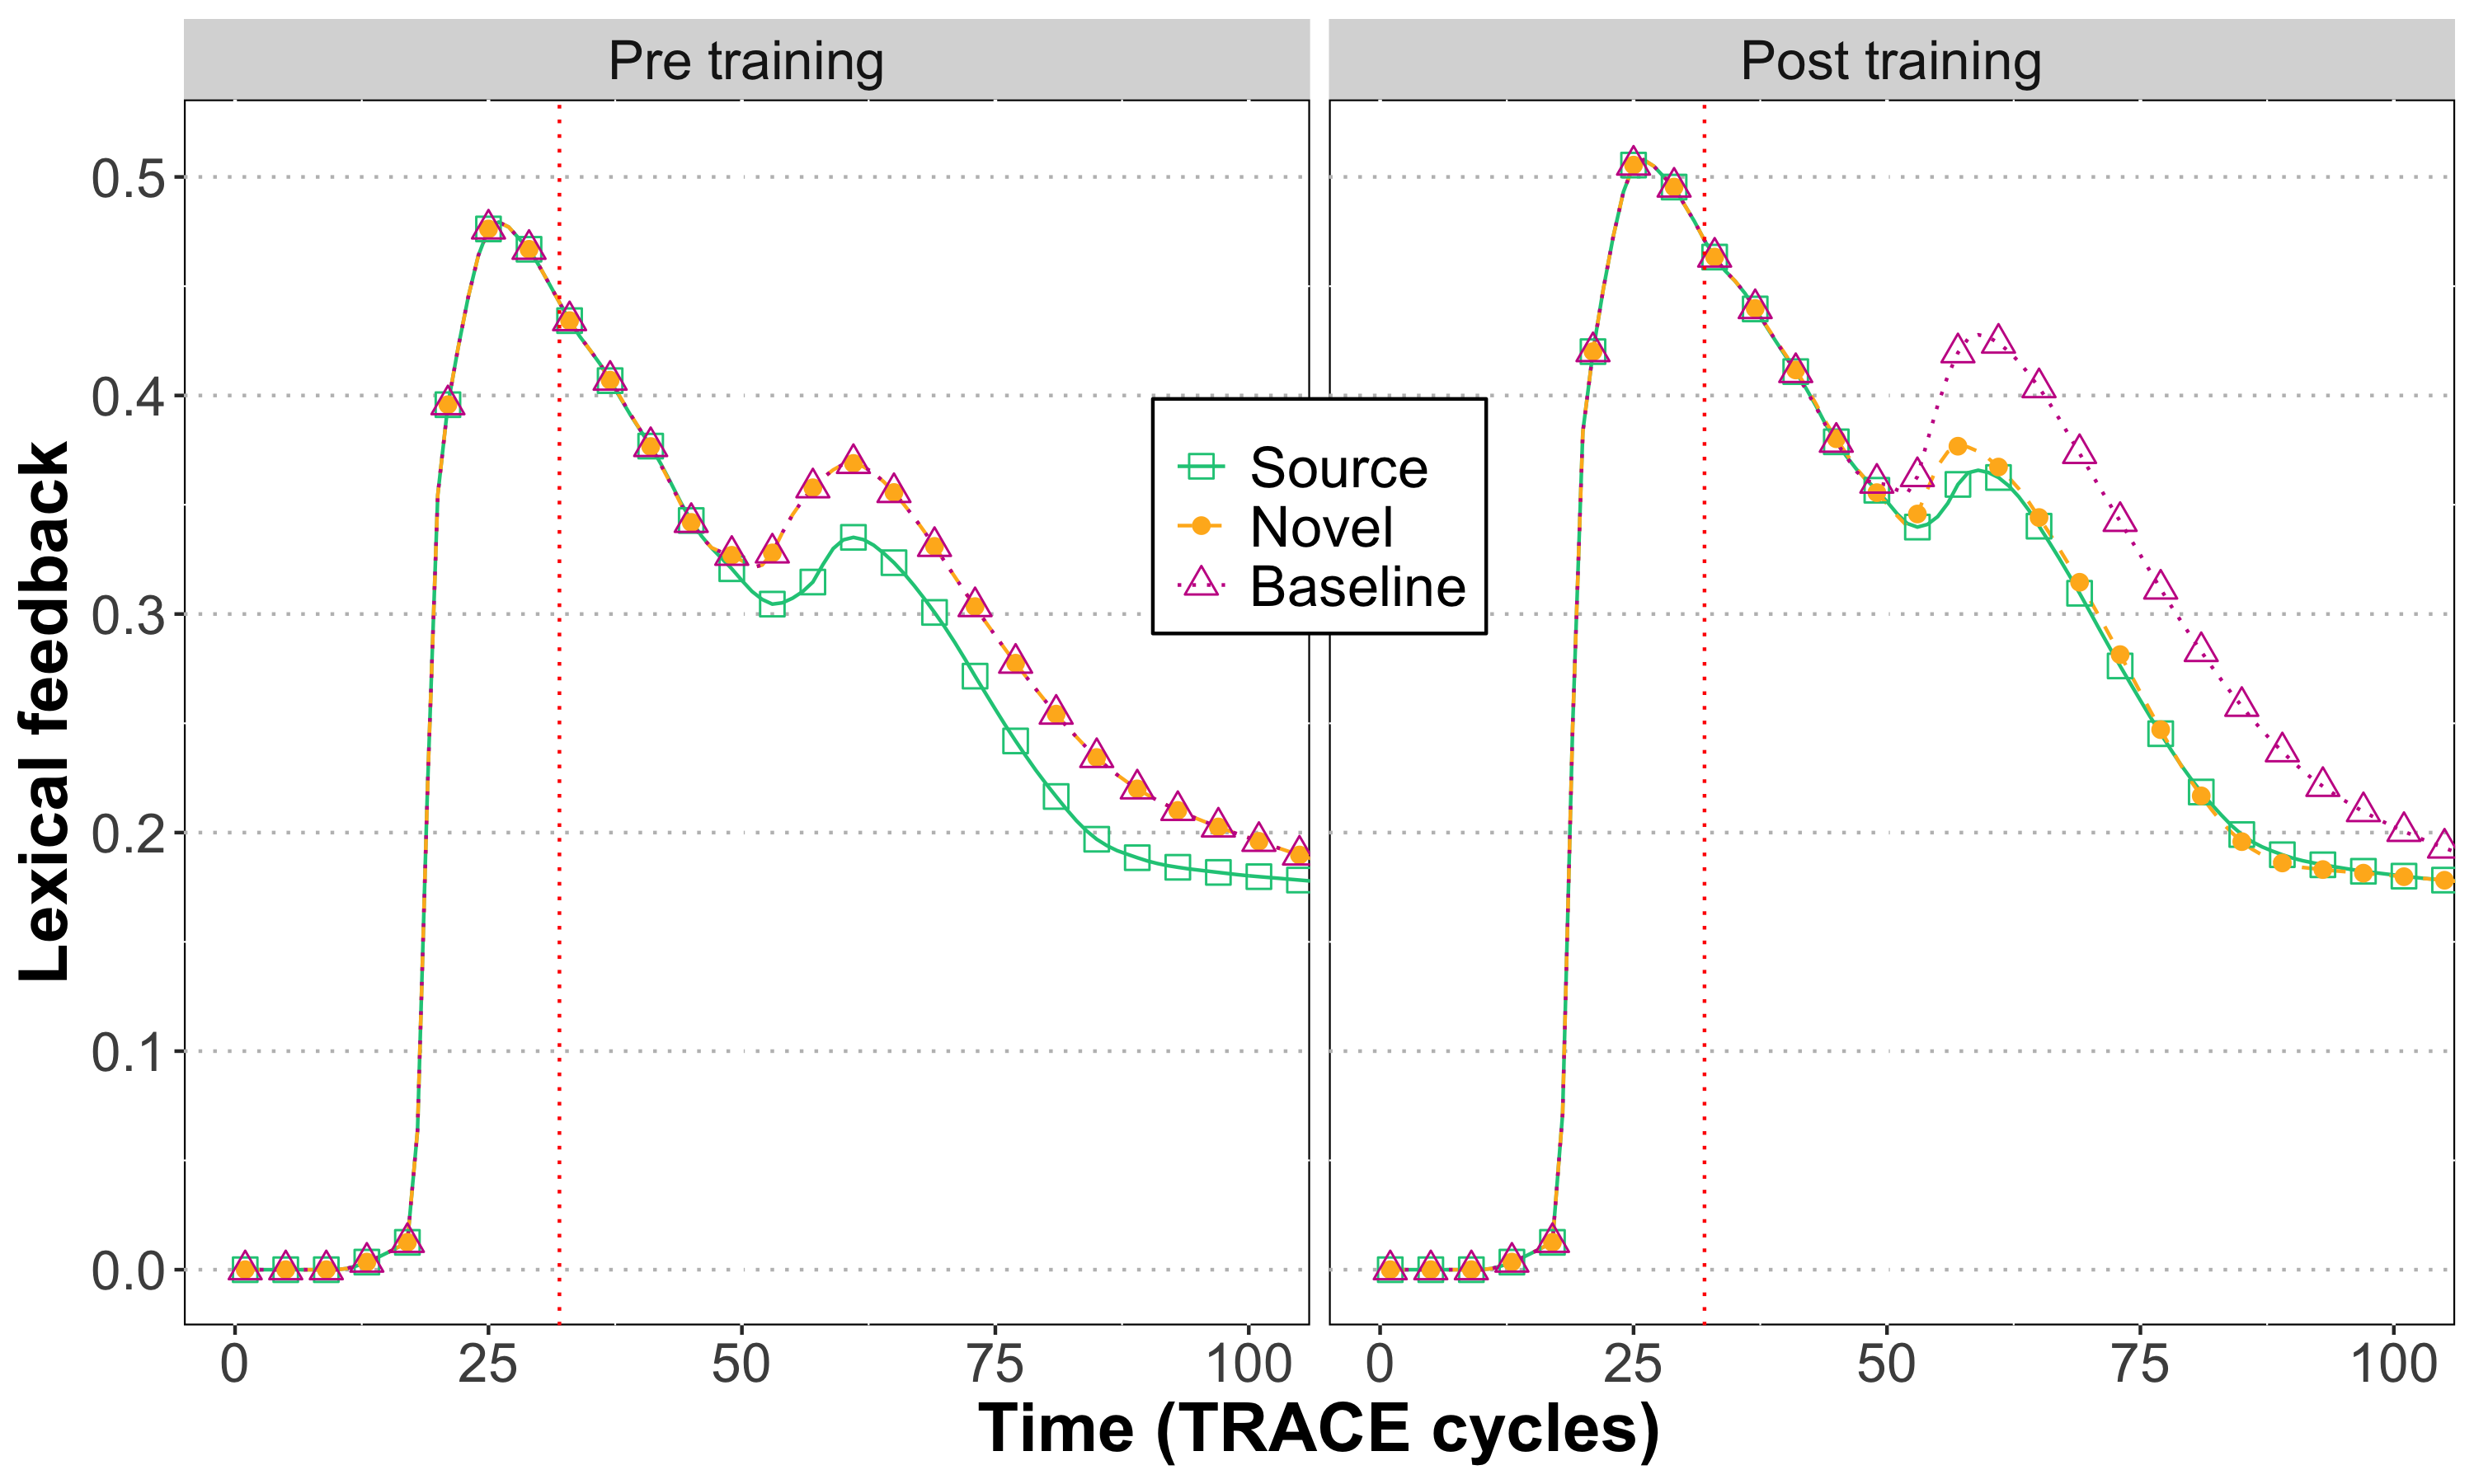 Pre training
Post training
Lexical feedback
0.5
0.4
0.3
0.2
0.1
0.0
Source
Novel
Baseline
0 25 50 75 100
0 25 50 75 100
Time (TRACE cycles)